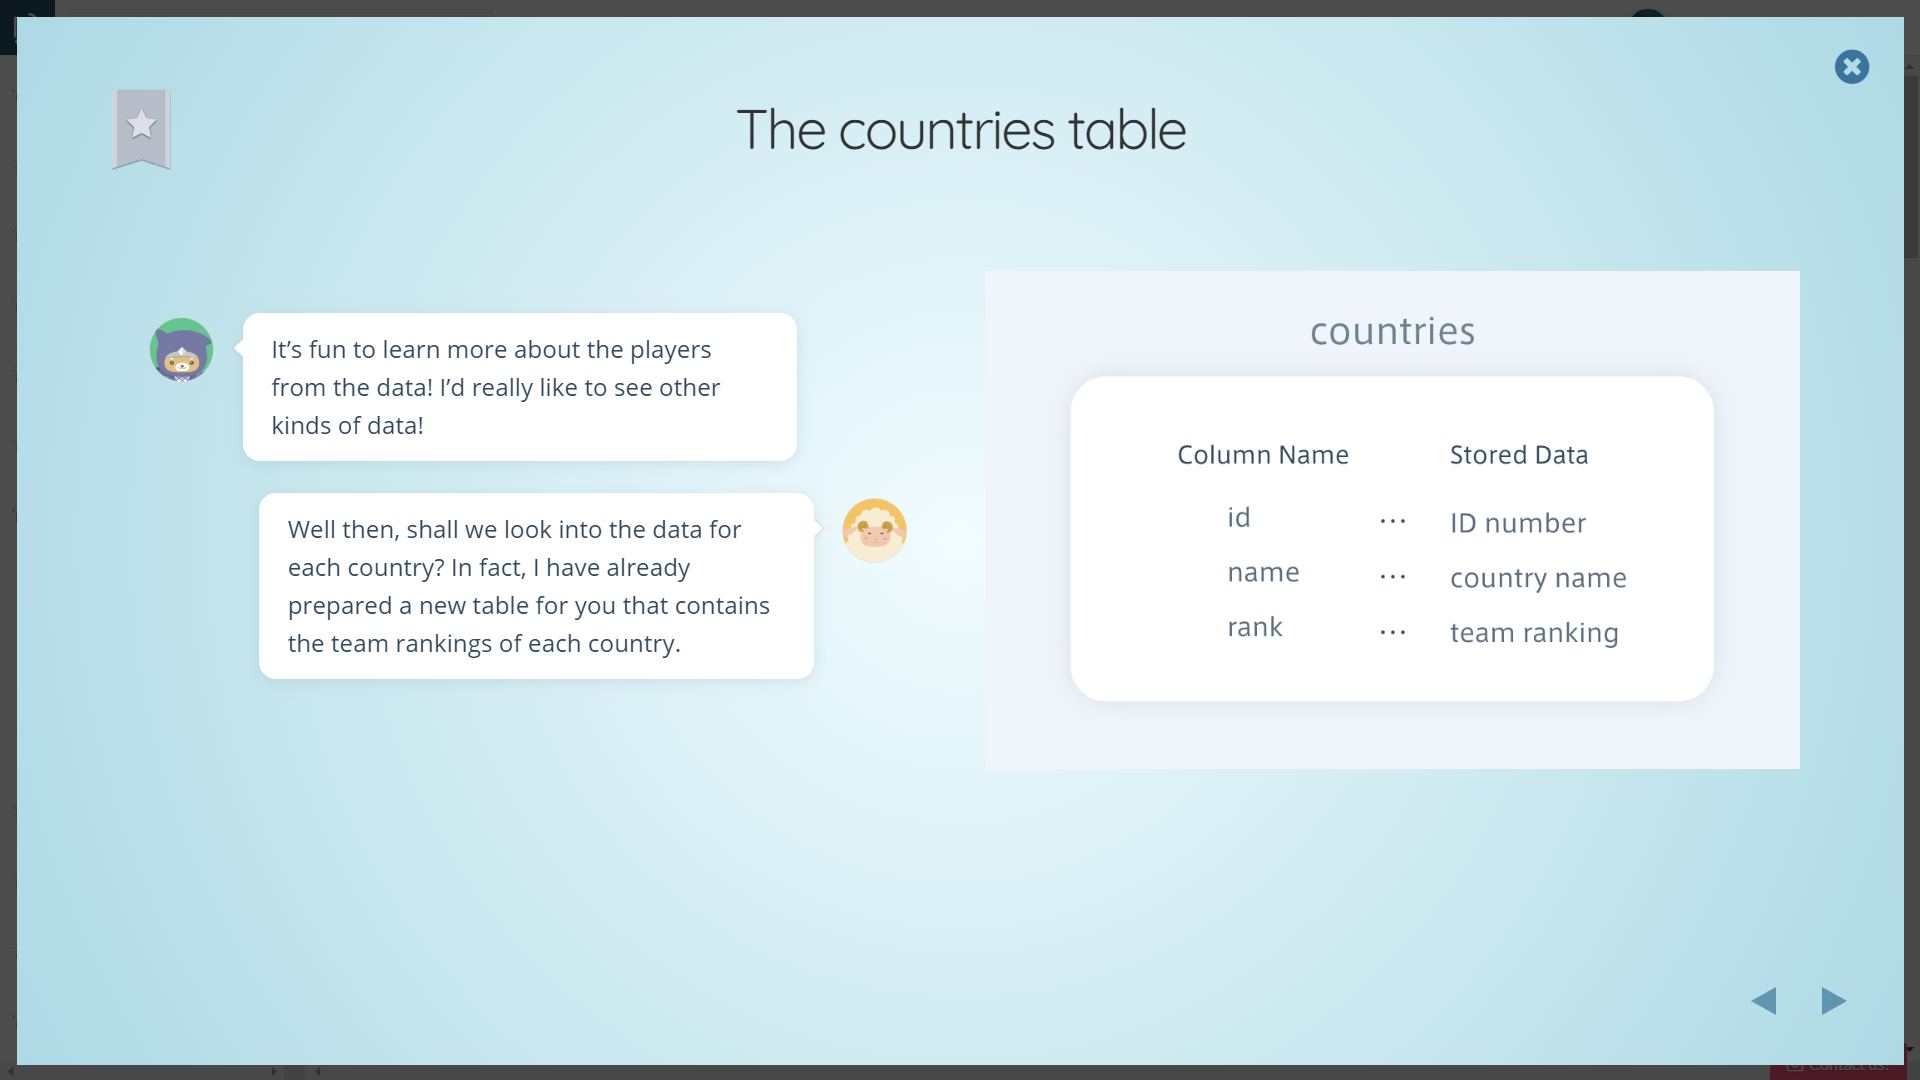 The countries table
It’s fun to learn more about the players
from the data! I’d really like to see other
kinds of data!
Well then, shall we look into the data for
each country? In fact, I have already
prepared a new table for you that contains
the team rankings of each country.
countries
Column Name Stored Data
id ... ID number
name ... country name
rank ... team ranking
Contact us!